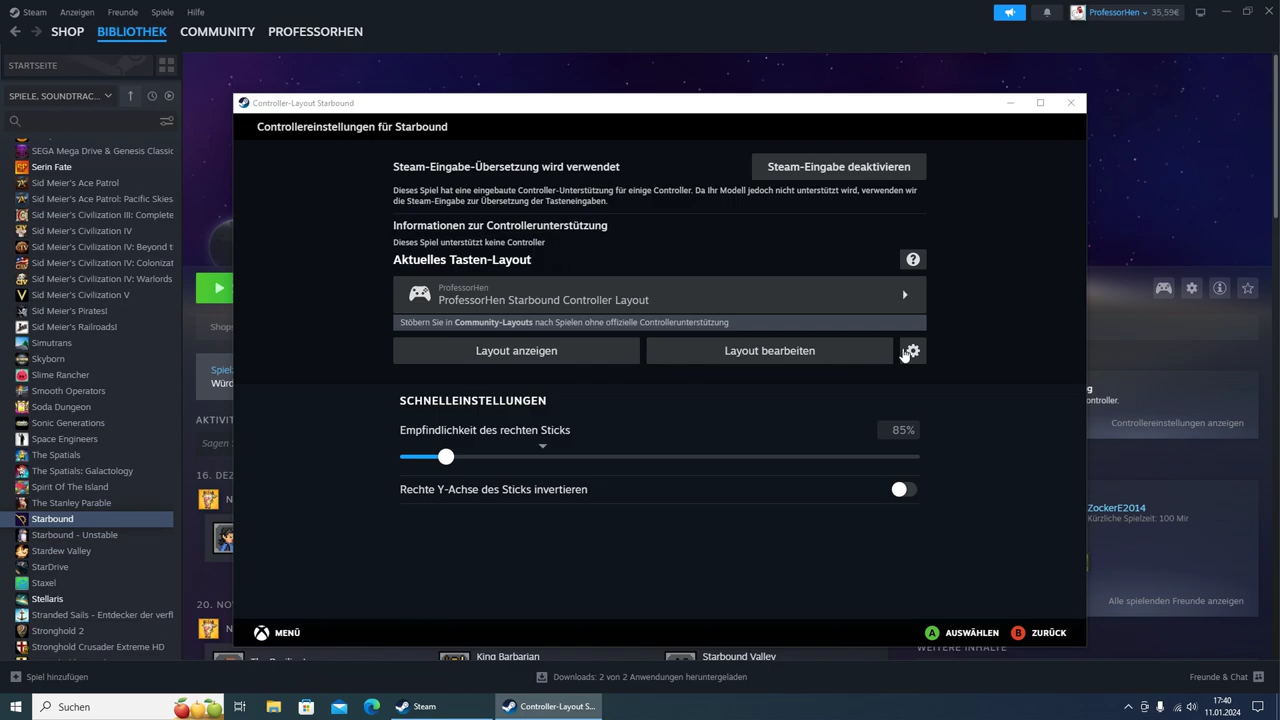 Steam Anzeigen Freunde Spiele Hilfe
ProfessorHen 35,59€
SHOP BIBLIOTHEK COMMUNITY PROFESSORHEN
STARTSEITE
SPIELE, SOUNDTRAC...
SEGA Mega Drive & Genesis Classic
Serin Fate
Sid Meier's Ace Patrol
Sid Meier's Ace Patrol: Pacific Skies
Sid Meier's Civilization III: Complete
Sid Meier's Civilization IV
Sid Meier's Civilization IV: Beyond t
Sid Meier's Civilization IV: Colonizat
Sid Meier's Civilization IV: Warlords
Sid Meier's Civilization V
Sid Meier's Pirates!
Sid Meier's Railroads!
Simutrans
Skyborn
Slime Rancher
Smooth Operators
Soda Dungeon
Sonic Generations
Space Engineers
The Spatials
The Spatials: Galactology
Spirit Of The Island
The Stanley Parable
Starbound
Starbound - Unstable
Stardew Valley
StarDrive
Staxel
Stellaris
Stranded Sails - Entdecker der verfl
Stronghold 2
Stronghold Crusader Extreme HD
Shops
Spiel
Würd
AKTIVIT
Sagen
16. DEZ
N
20. NO
N
Controller-Layout Starbound
Controllereinstellungen für Starbound
Steam-Eingabe-Übersetzung wird verwendet
Steam-Eingabe deaktivieren
Dieses Spiel hat eine eingebaute Controller-Unterstützung für einige Controller. Da Ihr Modell jedoch nicht unterstützt wird, verwenden wir
die Steam-Eingabe zur Übersetzung der Tasteneingaben.
Informationen zur Controllerunterstützung
Dieses Spiel unterstützt keine Controller
Aktuelles Tasten-Layout
?
ProfessorHen
ProfessorHen Starbound Controller Layout
Stöbern Sie in Community-Layouts nach Spielen ohne offizielle Controllerunterstützung
Layout anzeigen
Layout bearbeiten
SCHNELLEINSTELLUNGEN
Empfindlichkeit des rechten Sticks
85%
Rechte Y-Achse des Sticks invertieren
MENÜ
A AUSWÄHLEN B ZURÜCK
g
ontroller.
Controllereinstellungen anzeigen
ZockerE2014
Kürzliche Spielzeit: 100 Mir
Alle spielenden Freunde anzeigen
WEITERE INHALTE
King Barbarian
Starbound Valley
Spiel hinzufügen
Downloads: 2 von 2 Anwendungen heruntergeladen
Freunde & Chat
Suchen
Steam
Controller-Layout S...
17:40
11.01.2024